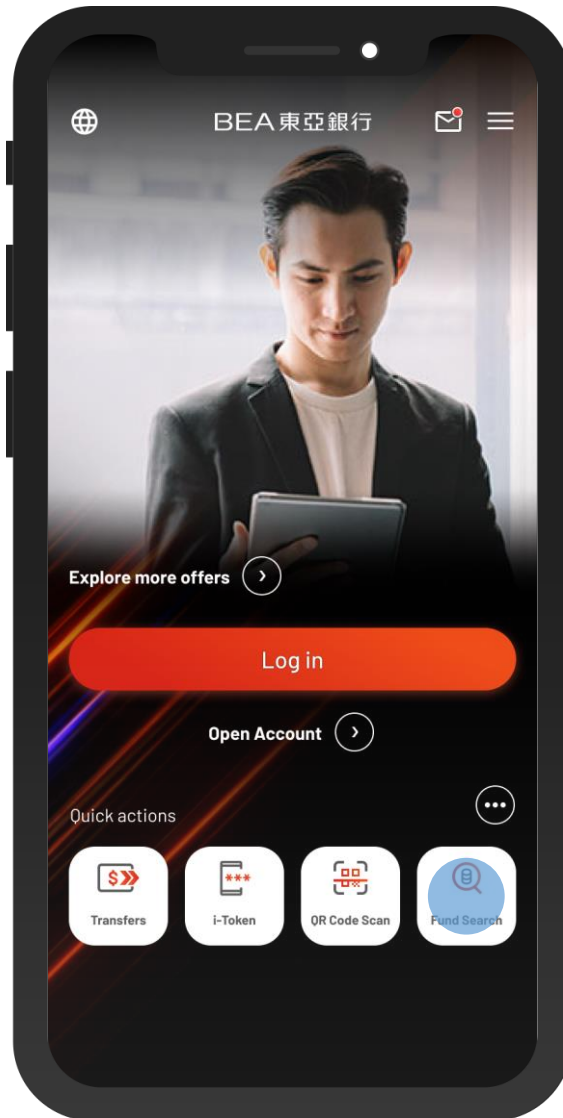 BEA東亞銀行
Explore more offers
Log in
Open Account
Quick actions
Transfers
i-Token
QR Code Scan
Fund Search